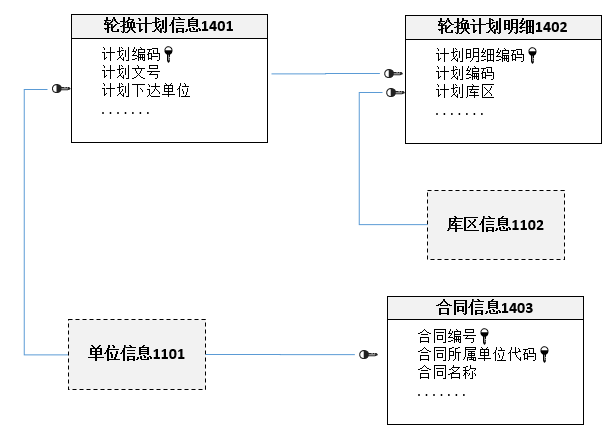 轮换计划信息1401
计划编码
计划文号
计划下达单位
.......
轮换计划明细1402
计划明细编码
计划编码
计划库区
.......
库区信息1102
单位信息1101
合同信息1403
合同编号
合同所属单位代码
合同名称
.......